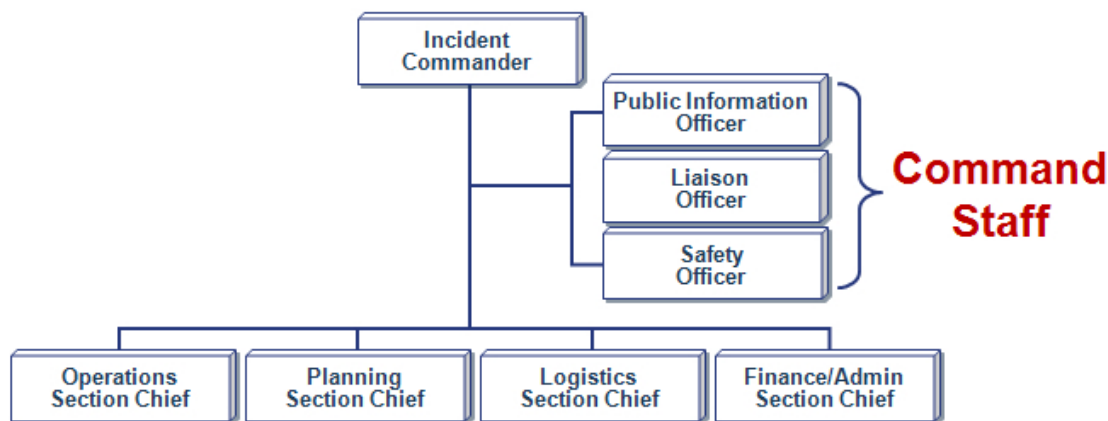 Incident
Commander
Public Information
Officer
Liaison
Officer
Safety
Officer
Command
Staff
Operations
Section Chief
Planning
Section Chief
Logistics
Section Chief
Finance/Admin
Section Chief